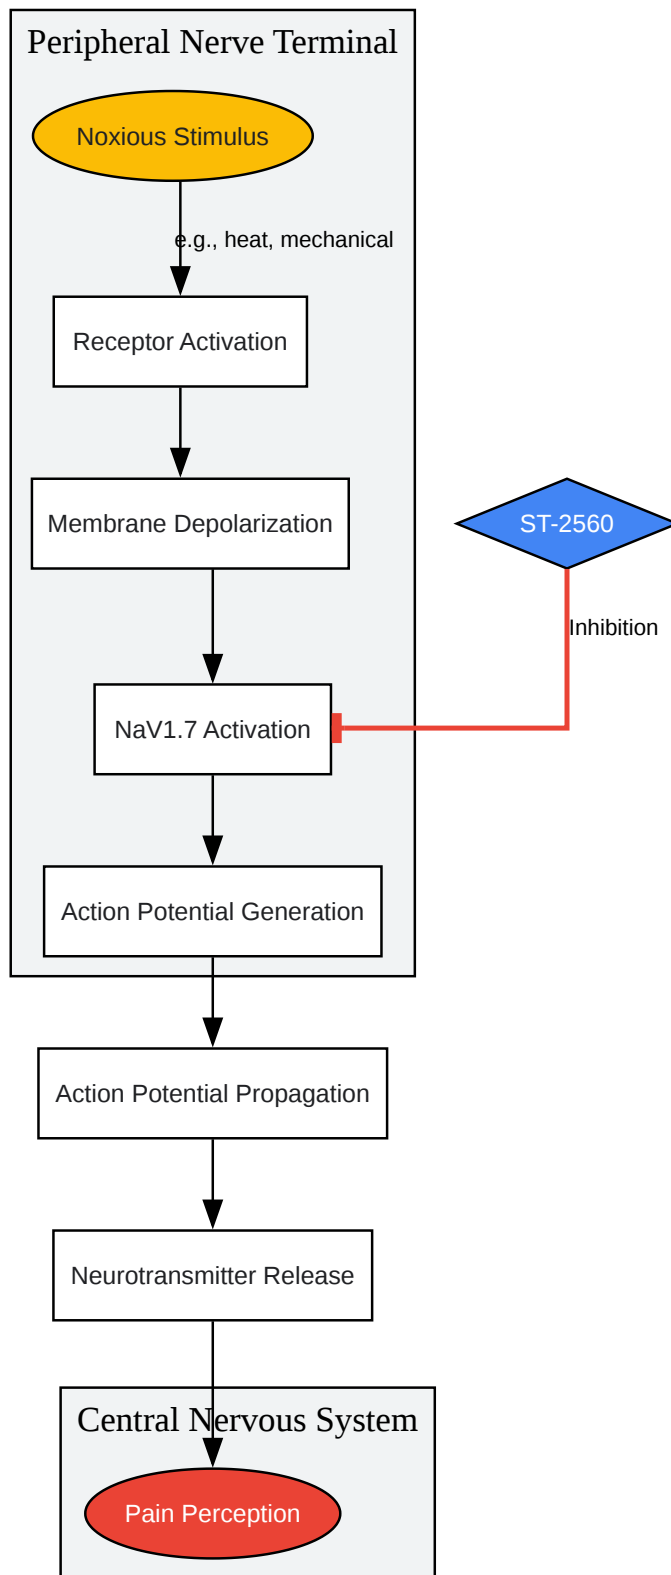 Peripheral Nerve Terminal
Noxious Stimulus
e.g., heat, mechanical
Receptor Activation
Membrane Depolarization
ST-2560
Inhibition
NaV1.7 Activation
Action Potential Generation
Action Potential Propagation
Neurotransmitter Release
Central Nervous System
Pain Perception